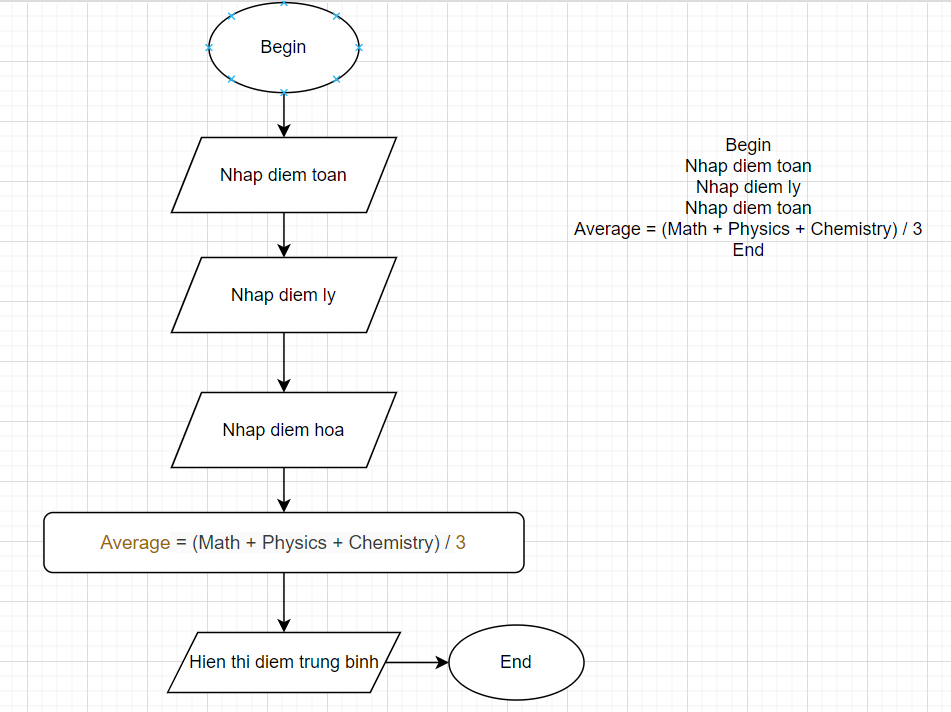 Begin
Nhap diem toan
Nhap diem ly
Nhap diem hoa
Average = (Math + Physics + Chemistry) / 3
Hien thi diem trung binh
End
Begin
Nhap diem toan
Nhap diem ly
Nhap diem toan
Average = (Math + Physics + Chemistry) / 3
End